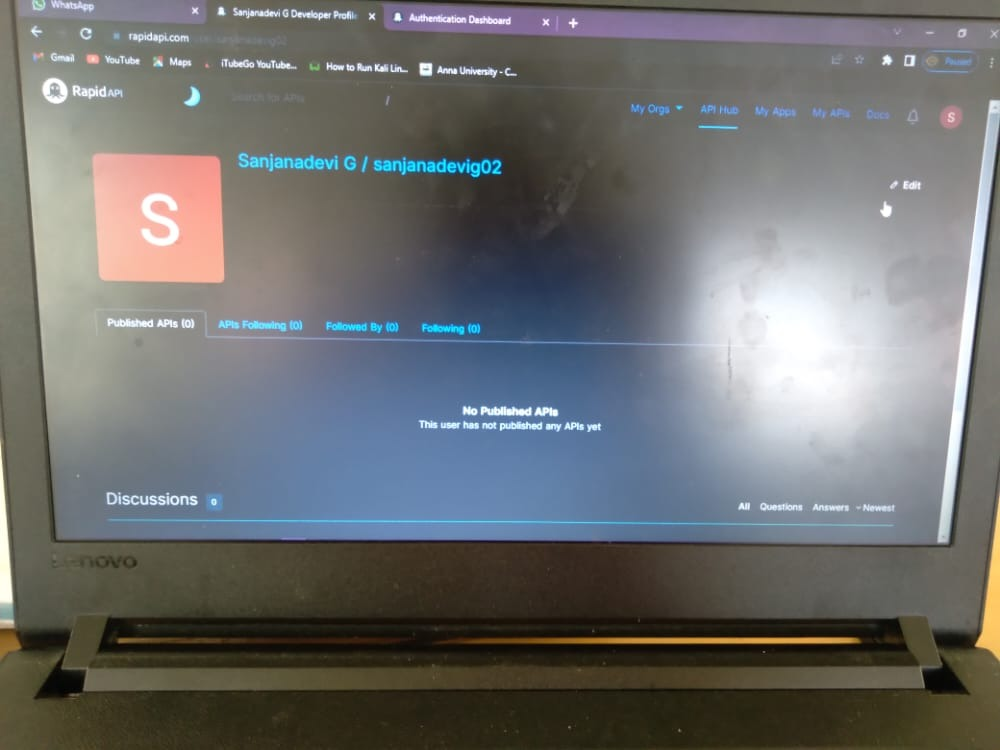 WhatsApp
Sanjanadevi G Developer Profil
Authentication Dashboard
rapidapi.com/user/sanjanadevig02
Gmail
YouTube
Maps
iTubeGo YouTube...
How to Run Kali Lin...
Anna University - C...
Paused
Rapid API
Search for APIs
/
My Orgs
API Hub
My Apps
My APIs
Docs
S
S
Sanjanadevi G / sanjanadevig02
Edit
Published APIs (0)
APIs Following (0)
Followed By (0)
Following (0)
No Published APIs
This user has not published any APIs yet
Discussions 0
All
Questions
Answers
Newest
Lenovo